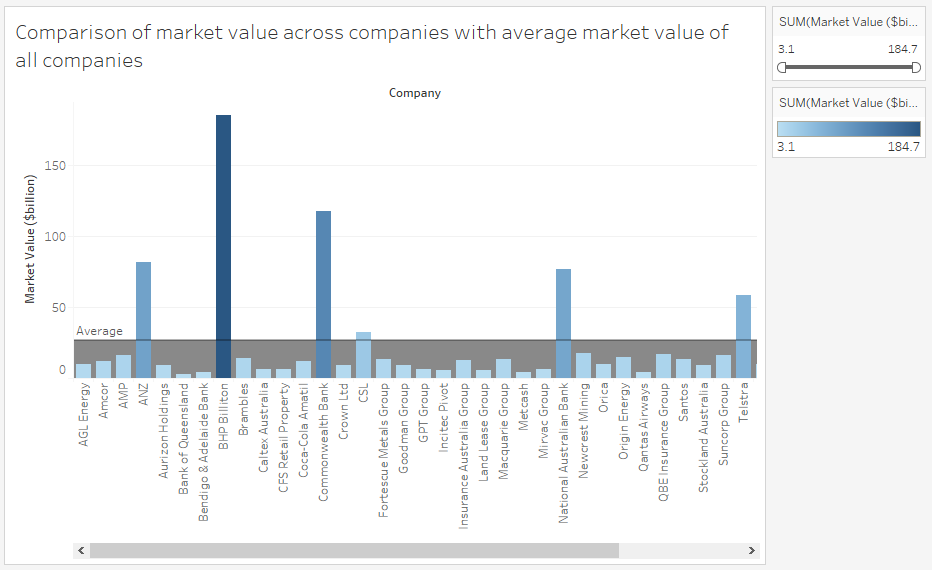 Comparison of market value across companies with average market value of
all companies
Company
Market Value ($billion)
150
100
50
0
Average
AGL Energy
Amcor
AMP
ANZ
Aurizon Holdings
Bank of Queensland
Bendigo & Adelaide Bank
BHP Billiton
Brambles
Caltex Australia
CFS Retail Property
Coca-Cola Amatil
Commonwealth Bank
Crown Ltd
CSL
Fortescue Metals Group
Goodman Group
GPT Group
Incitec Pivot
Insurance Australia Group
Land Lease Group
Macquarie Group
Metcash
Mirvac Group
National Australian Bank
Newcrest Mining
Orica
Origin Energy
Qantas Airways
QBE Insurance Group
Santos
Stockland Australia
Suncorp Group
Telstra
SUM(Market Value ($bi...
3.1 184.7
SUM(Market Value ($bi...
3.1 184.7